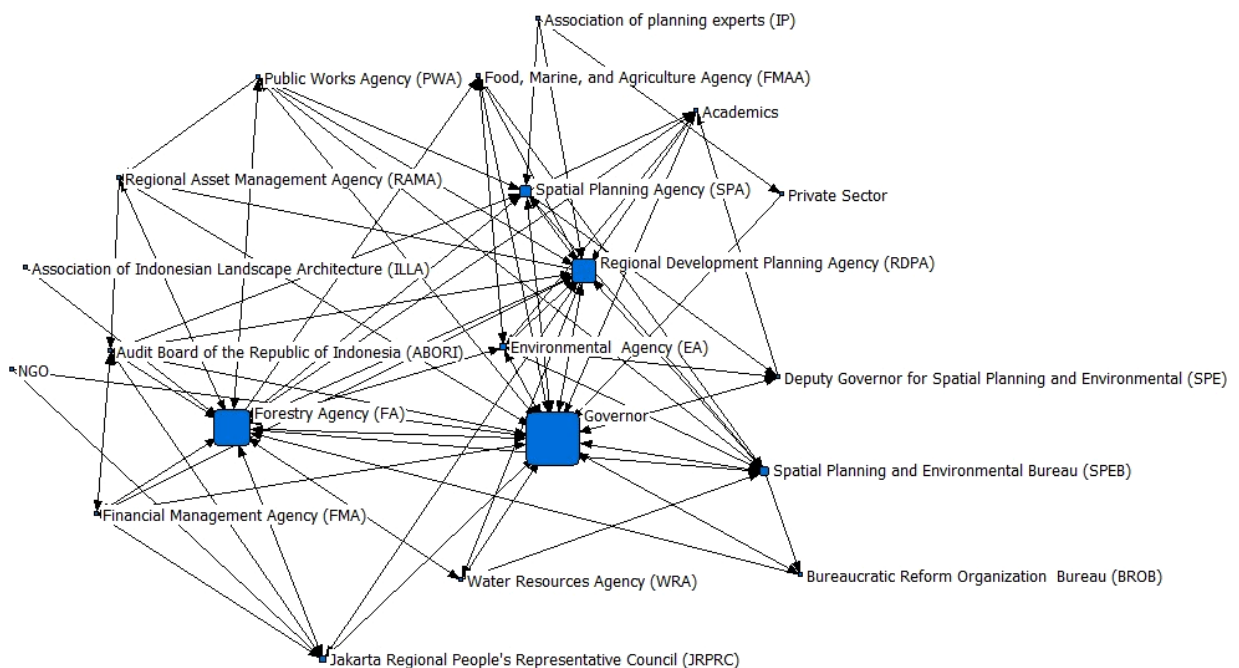 Association of planning experts (IP)
Public Works Agency (PWA)
Food, Marine, and Agriculture Agency (FMAA)
Academics
Regional Asset Management Agency (RAMA)
Spatial Planning Agency (SPA)
Private Sector
Association of Indonesian Landscape Architecture (ILLA)
Regional Development Planning Agency (RDPA)
Audit Board of the Republic of Indonesia (ABORI)
Environmental  Agency (EA)
NGO
Deputy Governor for Spatial Planning and Environmental (SPE)
Forestry Agency (FA)
Governor
Spatial Planning and Environmental Bureau (SPEB)
Financial Management Agency (FMA)
Water Resources Agency (WRA)
Bureaucratic Reform Organization  Bureau (BROB)
Jakarta Regional People's Representative Council (JRPRC)